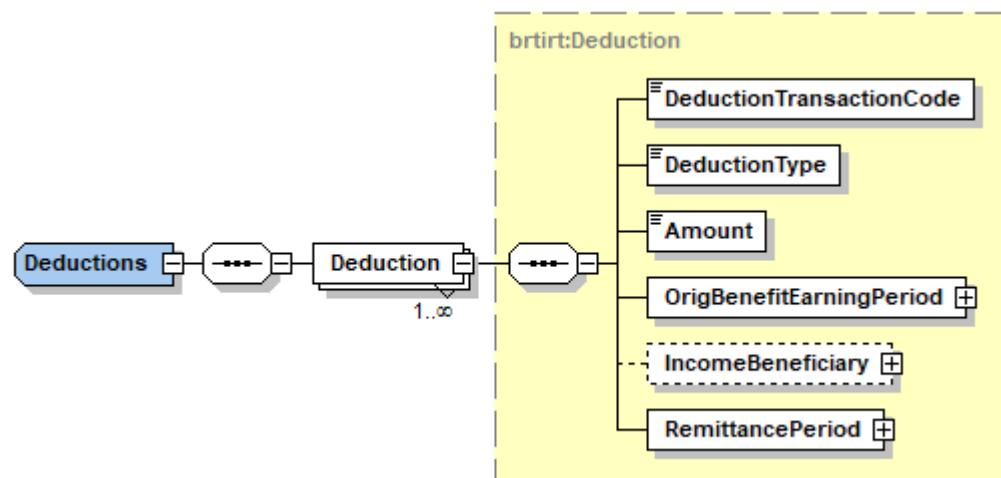 brtirt:Deduction
DeductionTransactionCode
DeductionType
Amount
Deductions
Deduction
1..∞
OrigBenefitEarningPeriod
IncomeBeneficiary
RemittancePeriod